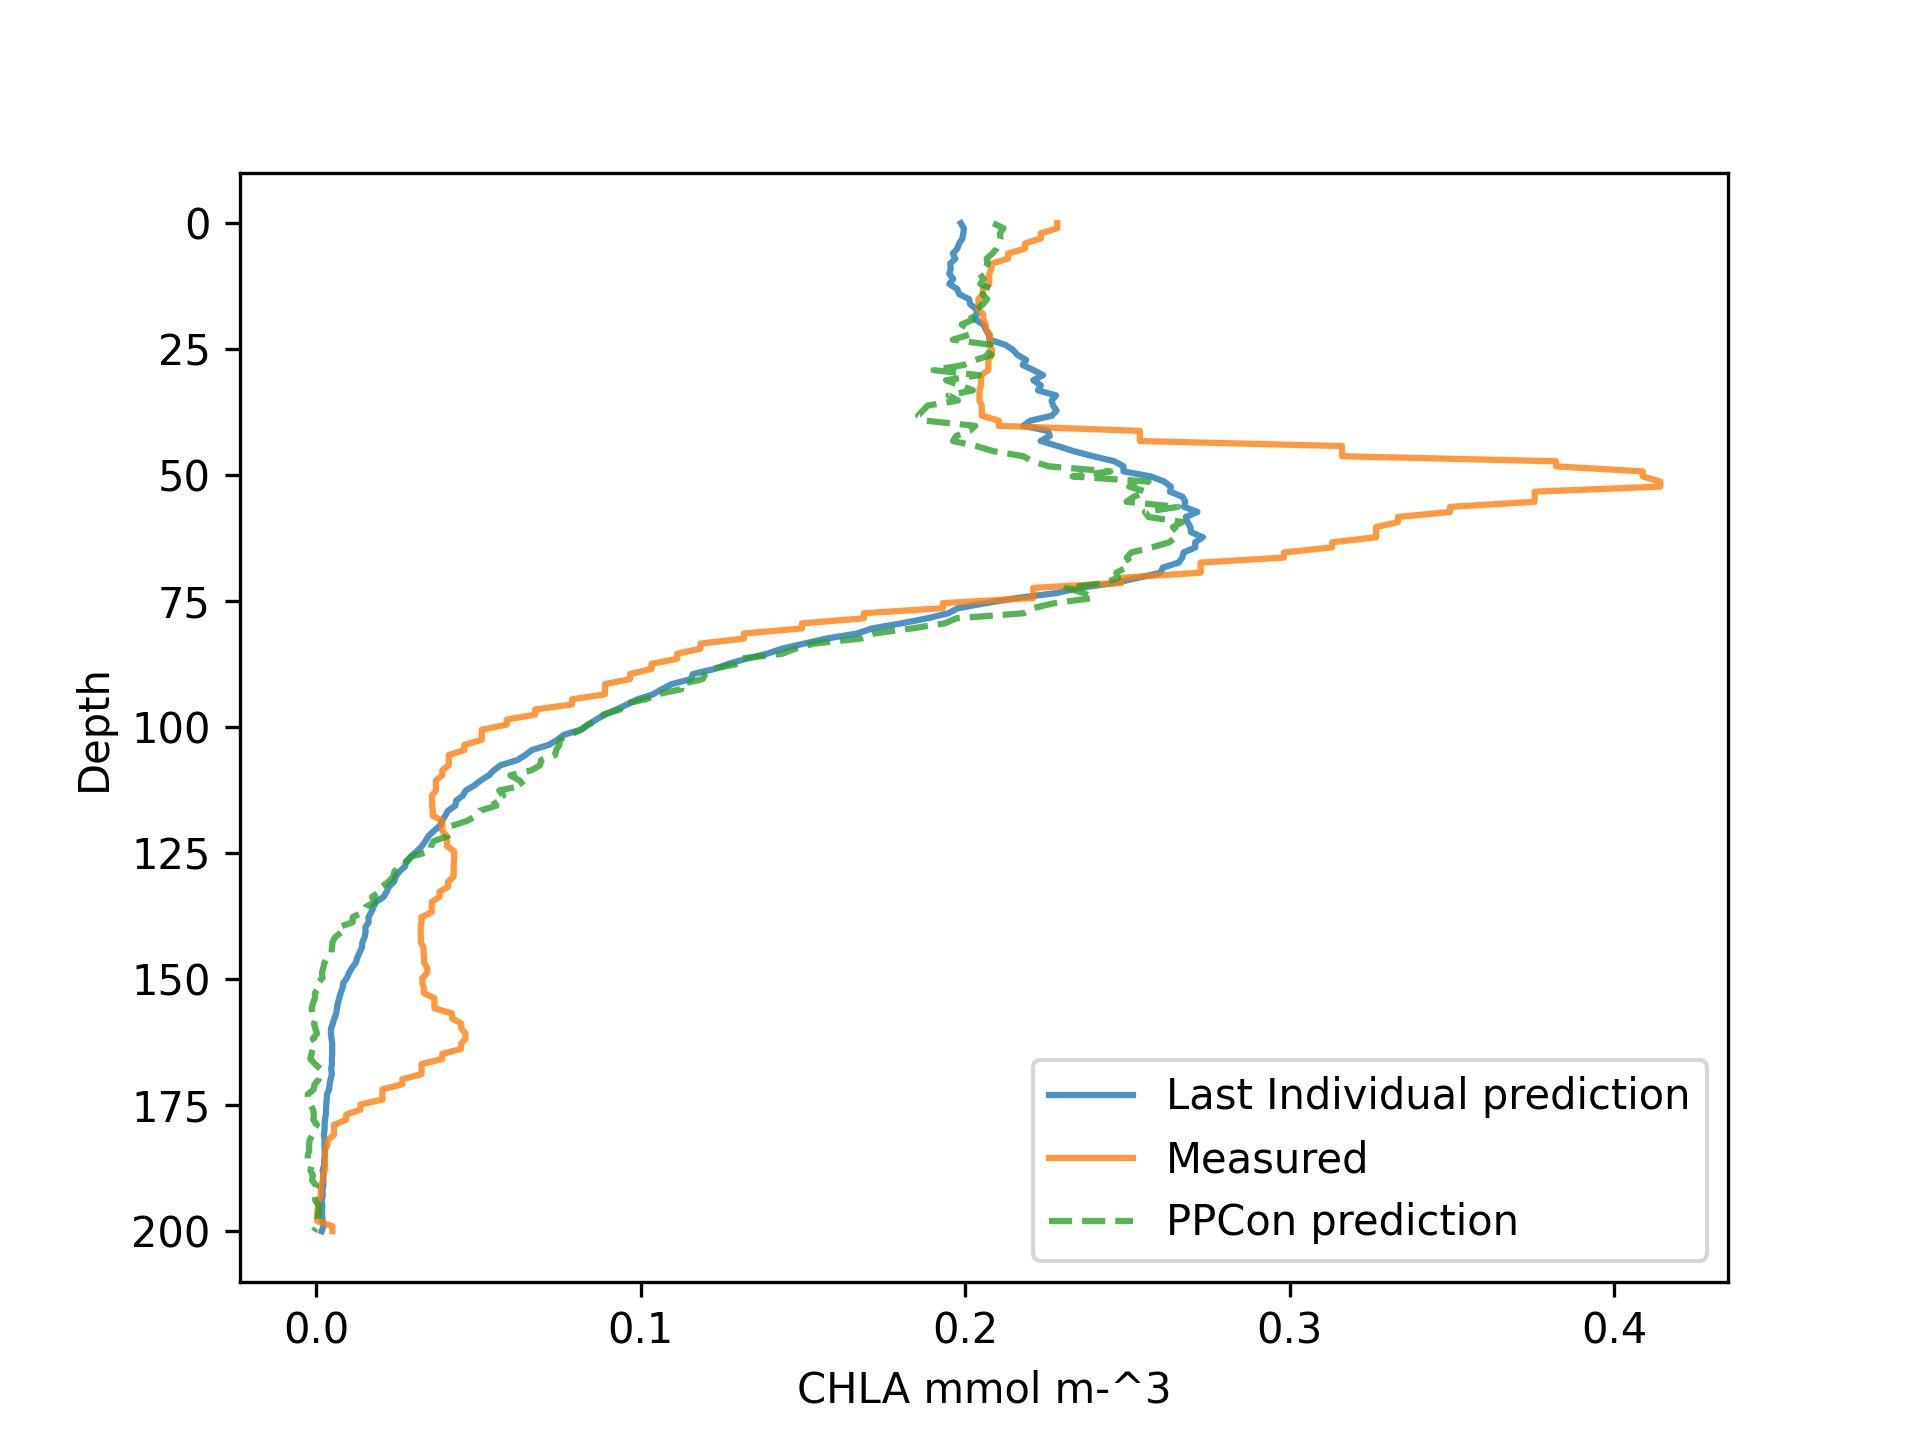 0
25
50
75
100
125
150
175
200
Depth
0.0 0.1 0.2 0.3 0.4
CHLA mmol m-^3
Last Individual prediction
Measured
PPCon prediction